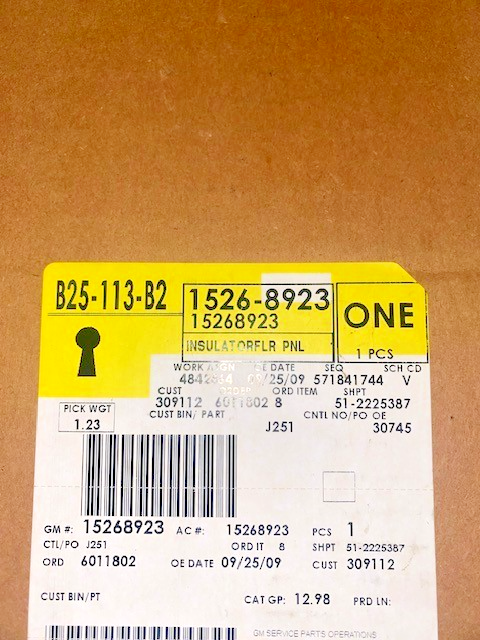 B25-113-B2
1526-8923
15268923
INSULATORFLR PNL
ONE
1 PCS
WORK OE DATE SEQ SCH CD
09/25/09 571841744 V
CUST ORDER ORD ITEM SHPT
309112 6011802 8 51-2225387
CUST BIN/ PART CNTL NO/PO OE
J251 30745
PICK WGT
1.23
GM #: 15268923 AC #: 15268923 PCS 1
CTL/PO J251 ORD IT 8 SHPT 51-2225387
ORD 6011802 OE DATE 09/25/09 CUST 309112
CUST BIN/PT CAT GP: 12.98 PRD LN:
GM SERVICE PARTS OPERATIONS